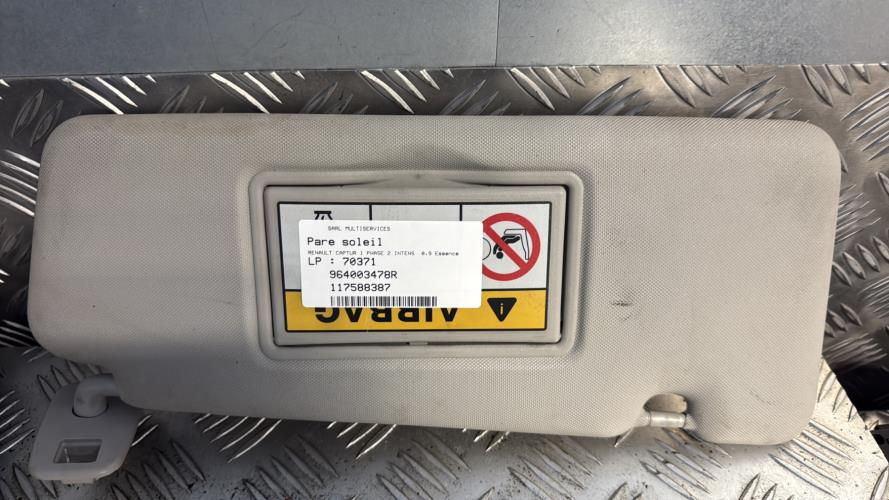 SARL MULTISERVICES
Pare soleil
RENAULT CAPTUR 1 PHASE 2 INTENS 0.9 Essence
LP : 70371
964003478R
117588387
AIRBAG